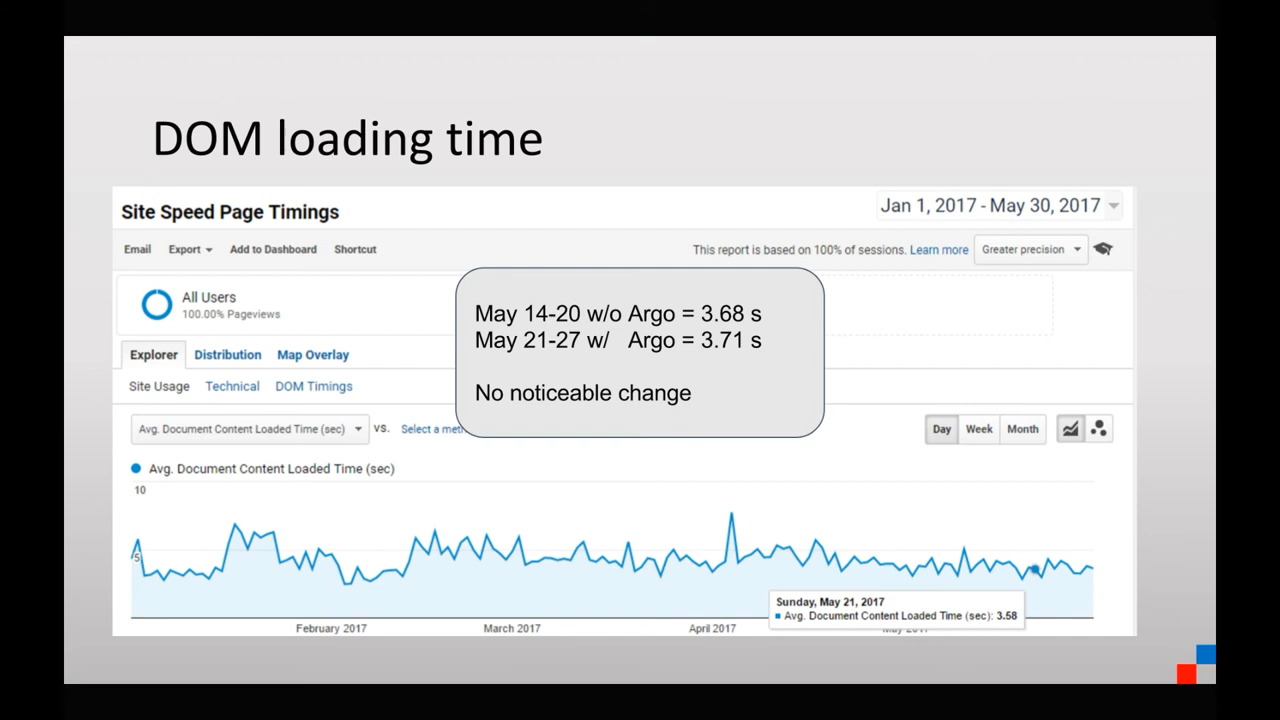 DOM loading time
Site Speed Page Timings
Jan 1, 2017 - May 30, 2017
Email Export Add to Dashboard Shortcut
This report is based on 100% of sessions. Learn more Greater precision
All Users
100.00% Pageviews
May 14-20 w/o Argo = 3.68 s
May 21-27 w/ Argo = 3.71 s
No noticeable change
Explorer Distribution Map Overlay
Site Usage Technical DOM Timings
Avg. Document Content Loaded Time (sec) VS. Select a metr
Day Week Month
Avg. Document Content Loaded Time (sec)
10
5
Sunday, May 21, 2017
Avg. Document Content Loaded Time (sec): 3.58
February 2017 March 2017 April 2017 May 2017